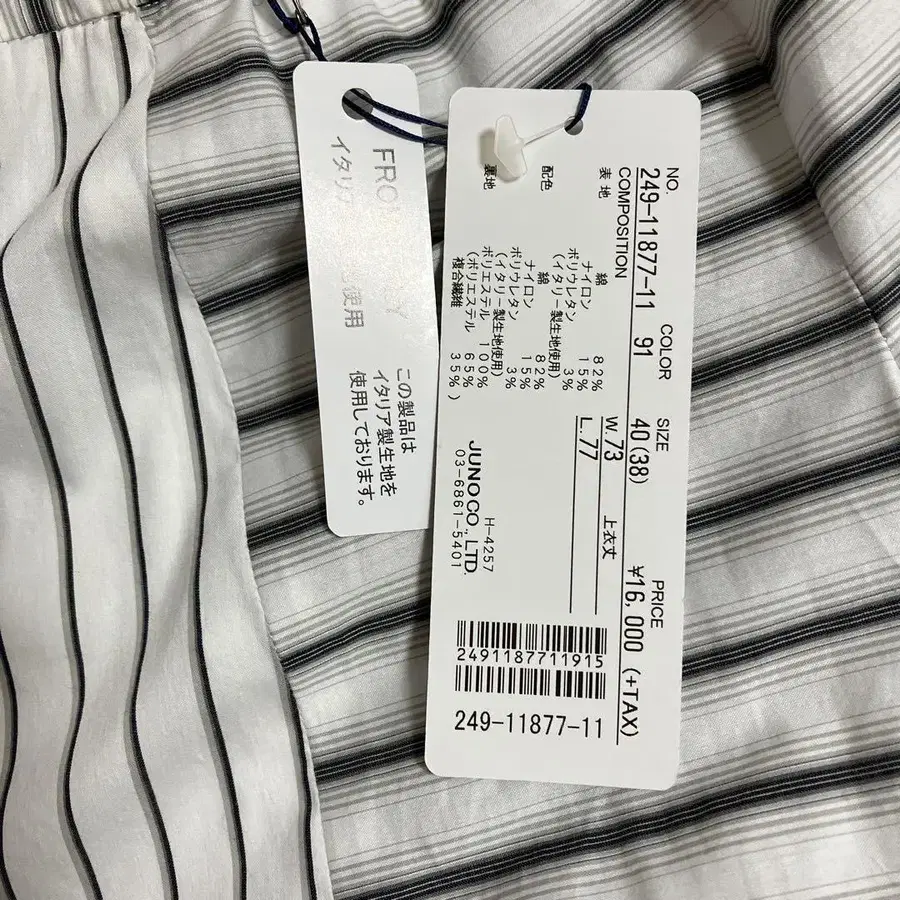 この製品は
イタリア製生地を
使用しております。
NO.
COLOR
SIZE
PRICE
249-11877-11
91
40(38)
¥16,000 (+TAX)
COMPOSITION
W.73
上衣丈
L.77
表地
綿 82%
ナイロン 15%
ポリウレタン 3%
(イタリー製生地使用)
配色
綿 82%
ナイロン 15%
ポリウレタン 3%
(イタリー製生地使用)
裏地
ポリエステル 100%
(ポリエステル 65%
複合繊維 35%)
H-4257
JUNO CO., LTD.
03-6861-5401
2491187711915
249-11877-11